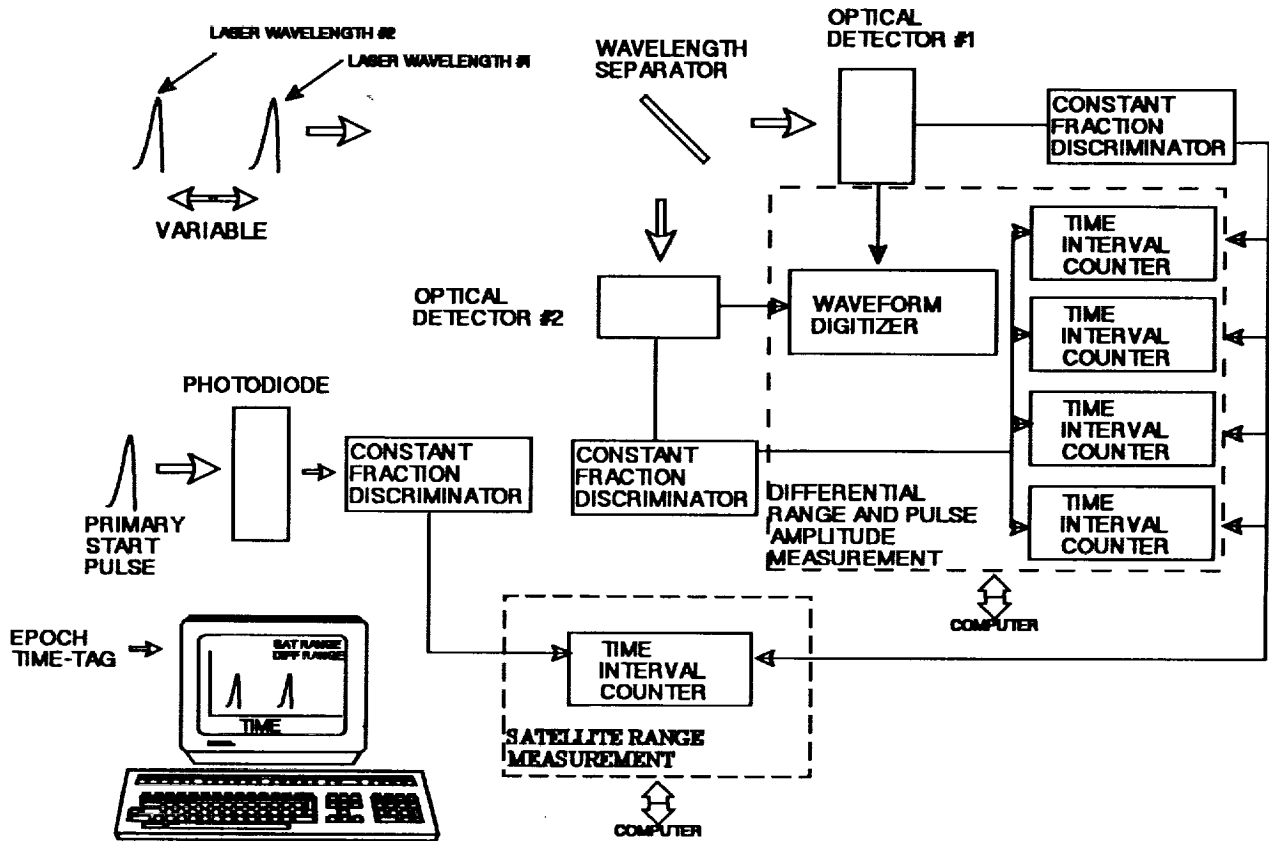 LASER WAVELENGTH #2
LASER WAVELENGTH #1
VARIABLE
WAVELENGTH
SEPARATOR
OPTICAL
DETECTOR #1
CONSTANT
FRACTION
DISCRIMINATOR
TIME
INTERVAL
COUNTER
TIME
INTERVAL
COUNTER
TIME
INTERVAL
COUNTER
TIME
INTERVAL
COUNTER
WAVEFORM
DIGITIZER
OPTICAL
DETECTOR #2
PHOTODIODE
CONSTANT
FRACTION
DISCRIMINATOR
CONSTANT
FRACTION
DISCRIMINATOR
DIFFERENTIAL
RANGE AND PULSE
AMPLITUDE
MEASUREMENT
PRIMARY
START
PULSE
COMPUTER
EPOCH
TIME-TAG
SAT RANGE
DIFF RANGE
TIME
TIME
INTERVAL
COUNTER
SATELLITE RANGE
MEASUREMENT
COMPUTER